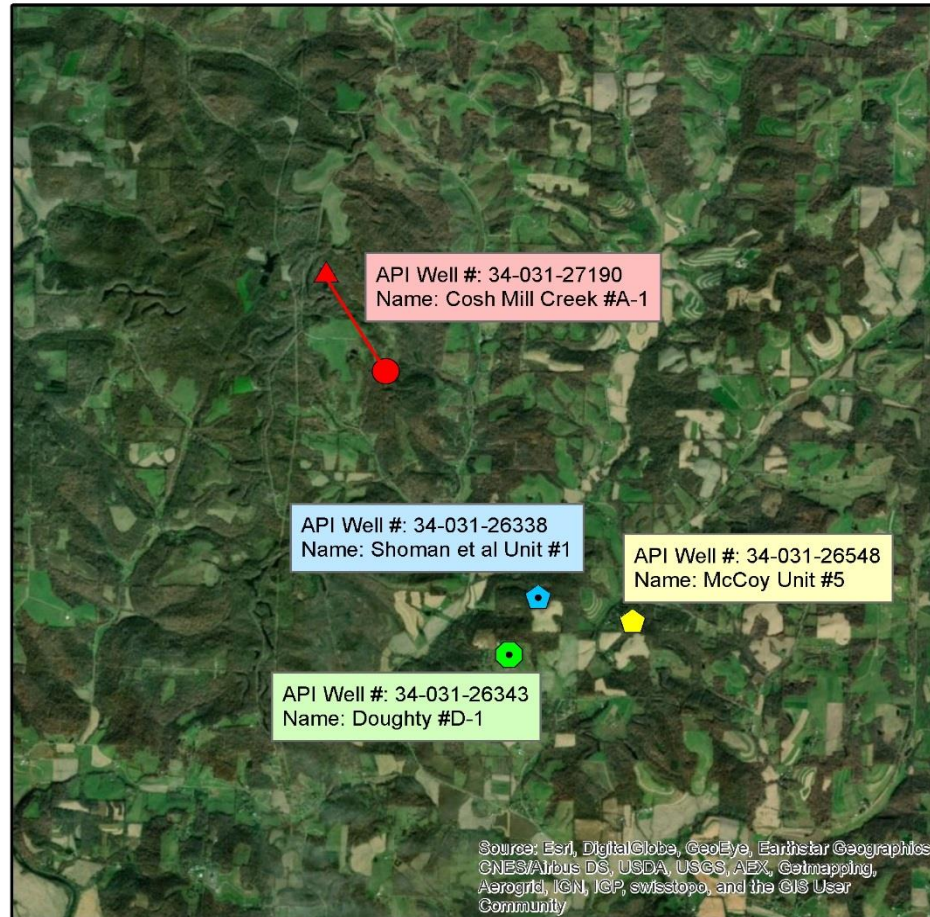 API Well #: 34-031-27190
Name: Cosh Mill Creek #A-1
API Well #: 34-031-26338
Name: Shoman et al Unit #1
API Well #: 34-031-26548
Name: McCoy Unit #5
API Well #: 34-031-26343
Name: Doughty #D-1
Source: Esri, DigitalGlobe, GeoEye, Earthstar Geographics
CNES/Airbus DS, USDA, USGS, AEX, Getmapping,
Aerogrid, IGN, IGP, swisstopo, and the GIS User
Community